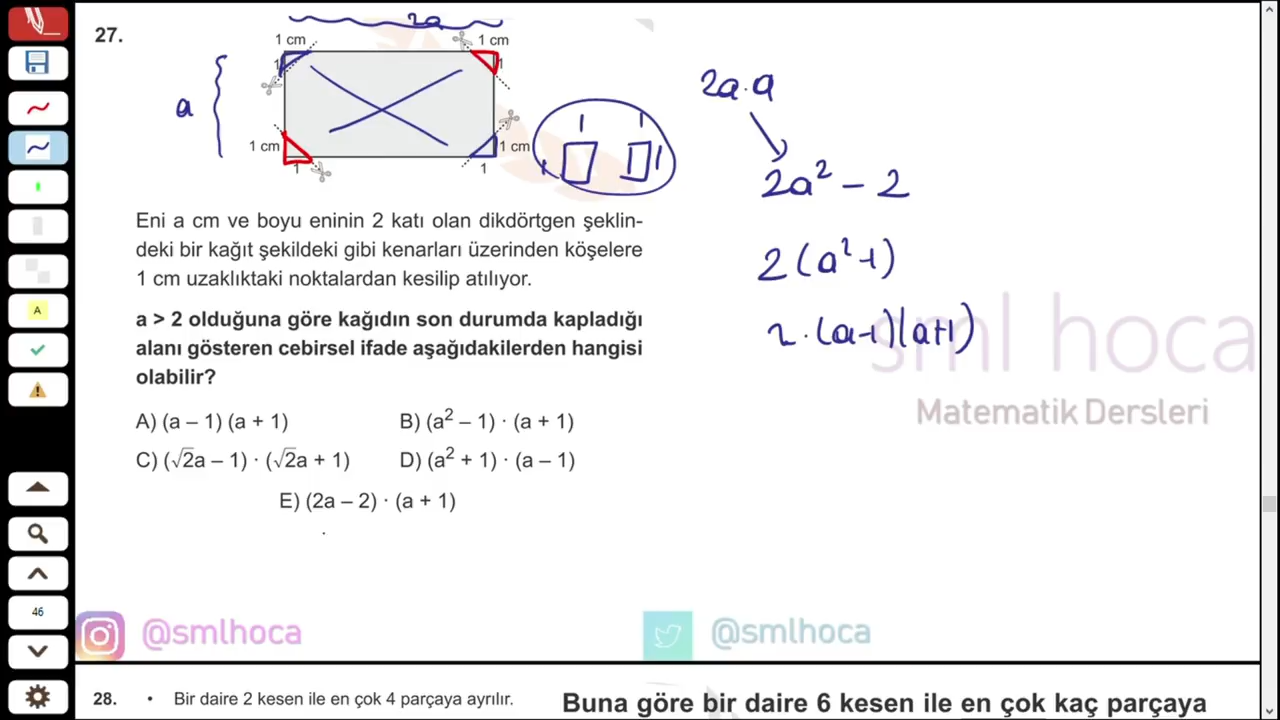 27.
2a
1 cm
1 cm
1
1
a
1 cm
1 cm
1
1
1
1
1
1
1
2a.a
2a² – 2
2(a²-1)
2.(a-1)(a+1)
Eni a cm ve boyu eninin 2 katı olan dikdörtgen şeklin-
deki bir kağıt şekildeki gibi kenarları üzerinden köşelere
1 cm uzaklıktaki noktalardan kesilip atılıyor.
a > 2 olduğuna göre kağıdın son durumda kapladığı
alanı gösteren cebirsel ifade aşağıdakilerden hangisi
olabilir?
A) (a – 1) (a + 1) B) (a² – 1) · (a + 1)
C) (√2a – 1) · (√2a + 1) D) (a² + 1) · (a – 1)
E) (2a – 2) · (a + 1)
sml hoca
Matematik Dersleri
A
46
@smlhoca @smlhoca
28. • Bir daire 2 kesen ile en çok 4 parçaya ayrılır.
Buna göre bir daire 6 kesen ile en çok kaç parçaya